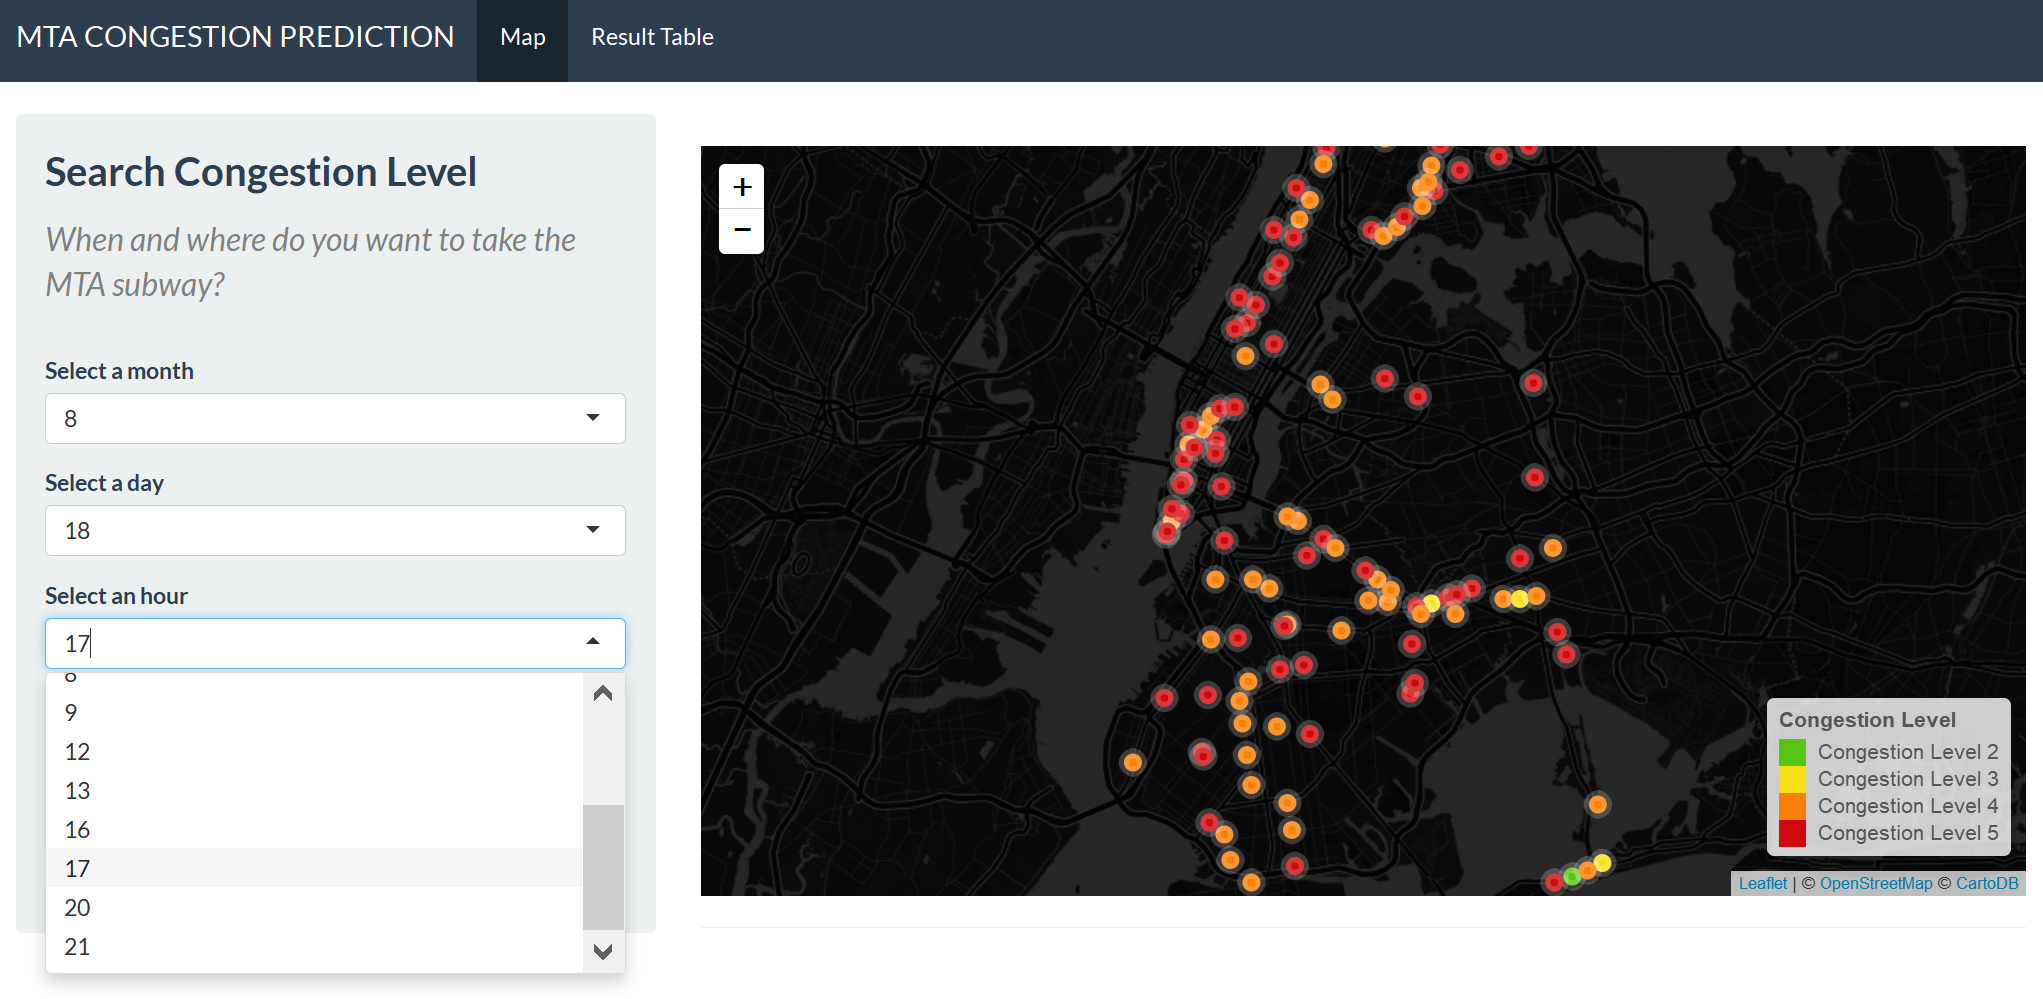 MTA CONGESTION PREDICTION
Map
Result Table
Search Congestion Level
When and where do you want to take the
MTA subway?
Select a month
8
Select a day
18
Select an hour
17
8
9
12
13
16
17
20
21
+
−
Congestion Level
Congestion Level 2
Congestion Level 3
Congestion Level 4
Congestion Level 5
Leaflet | © OpenStreetMap © CartoDB